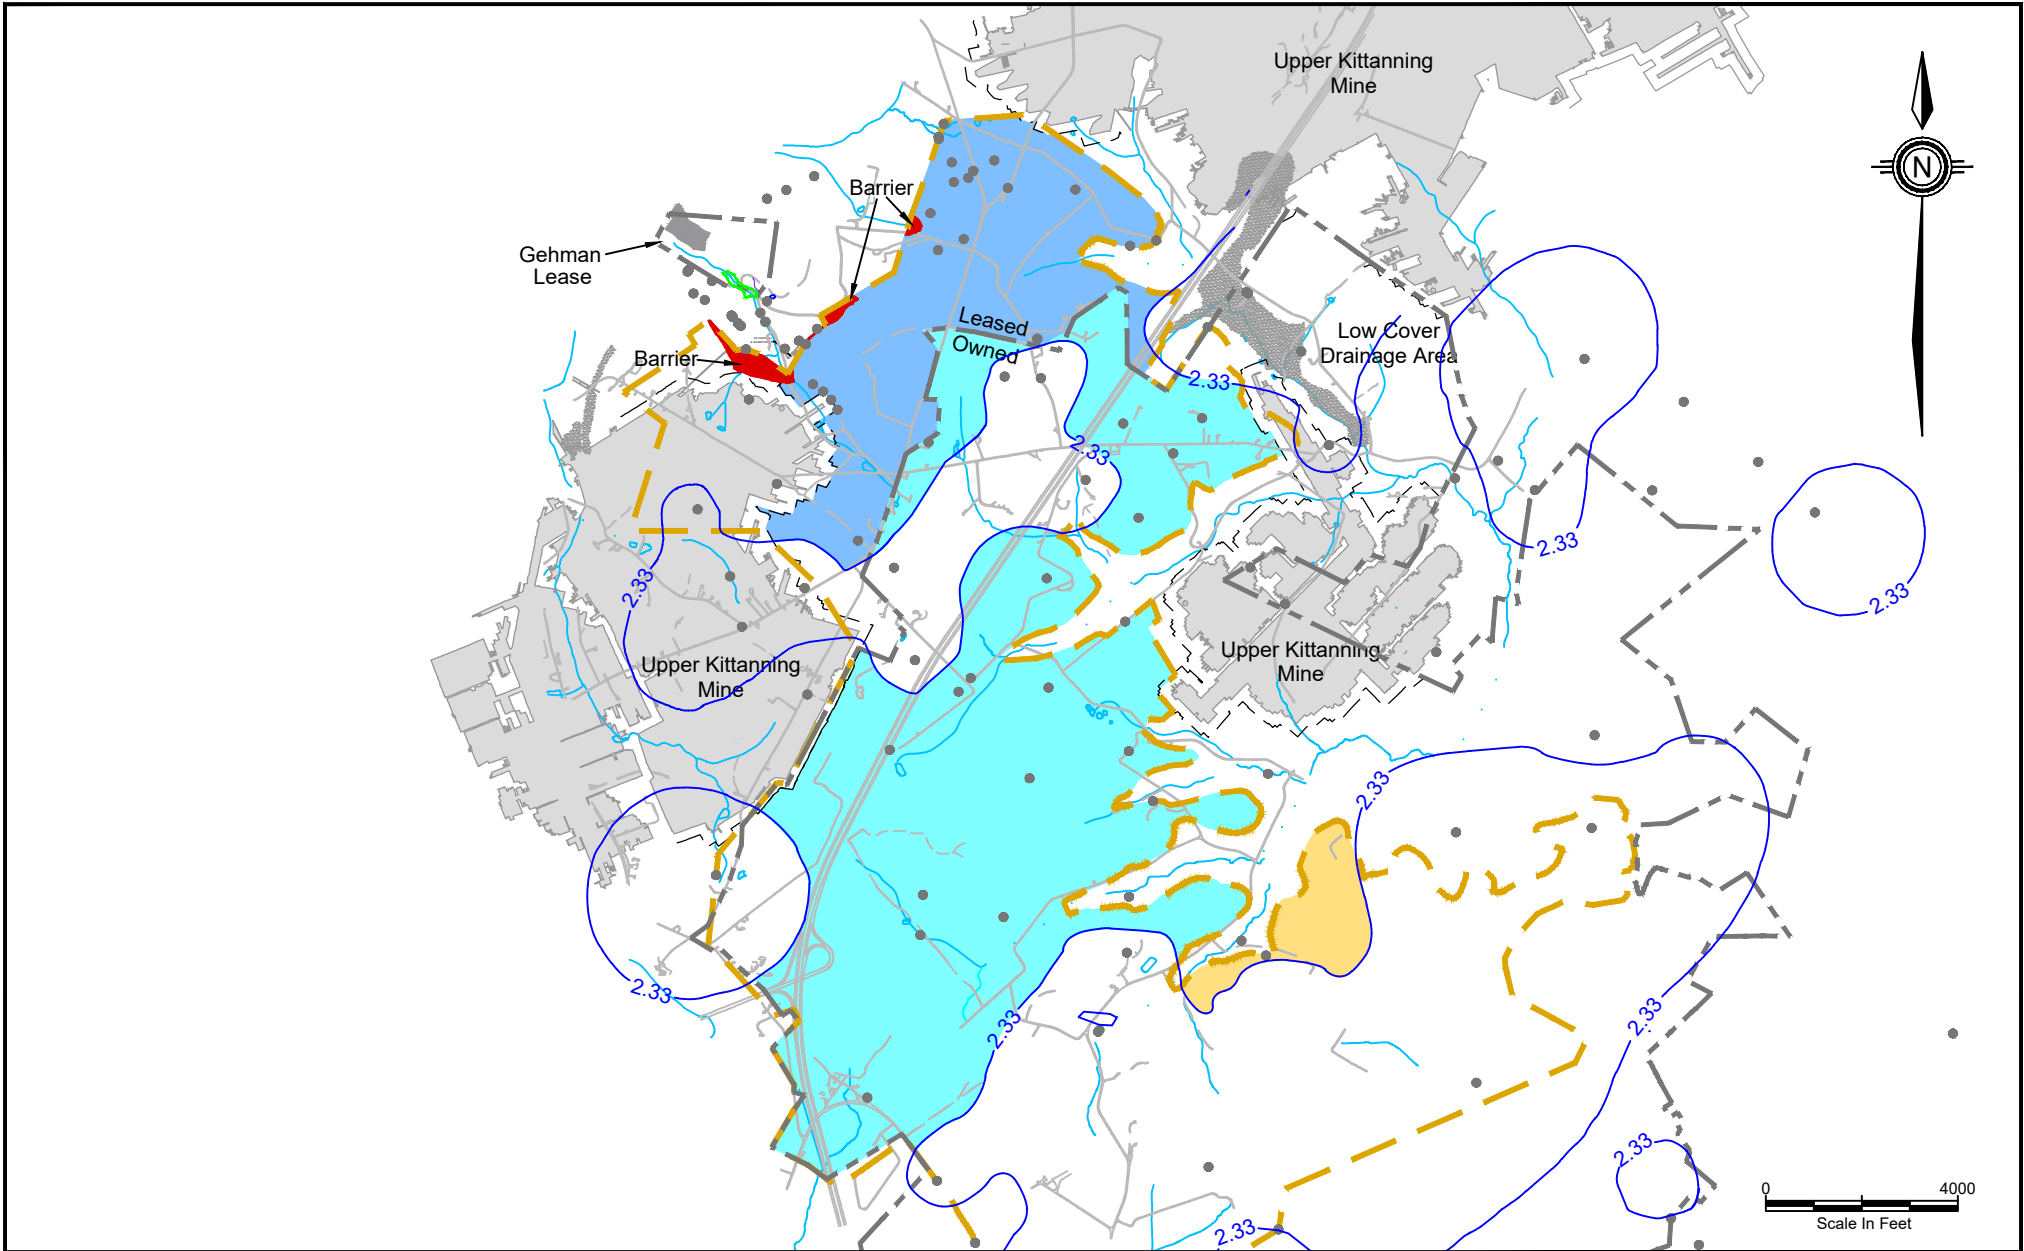 Upper Kittanning
Mine
N
Barrier
Gehman
Lease
Leased
Owned
Low Cover
Drainage Area
Barrier
2.33
2.33
2.33
2.33
2.33
Upper Kittanning
Mine
Upper Kittanning
Mine
2.33
2.33
2.33
2.33
2.33
2.33
0 4000
Scale In Feet